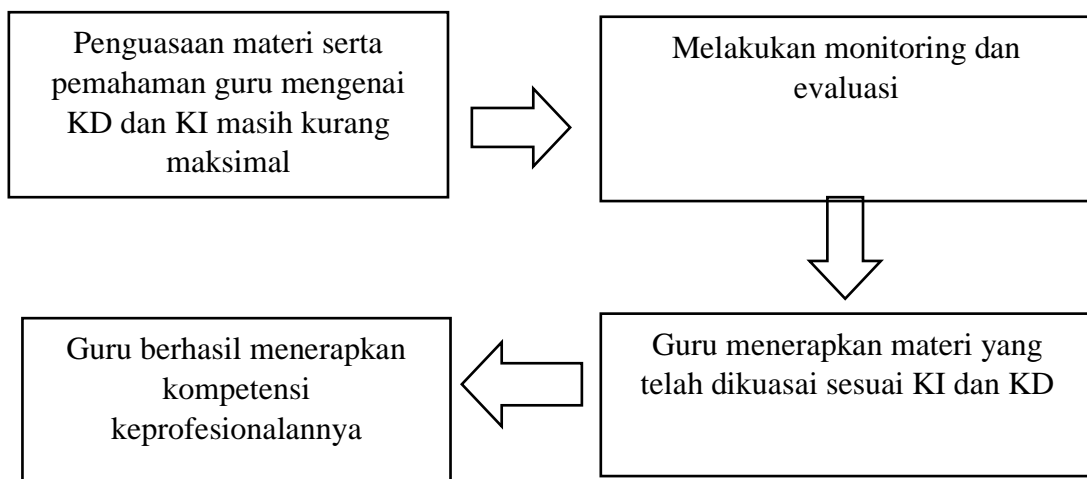 Penguasaan materi serta
pemahaman guru mengenai
KD dan KI masih kurang
maksimal
Melakukan monitoring dan
evaluasi
Guru menerapkan materi yang
telah dikuasai sesuai KI dan KD
Guru berhasil menerapkan
kompetensi
keprofesionalannya